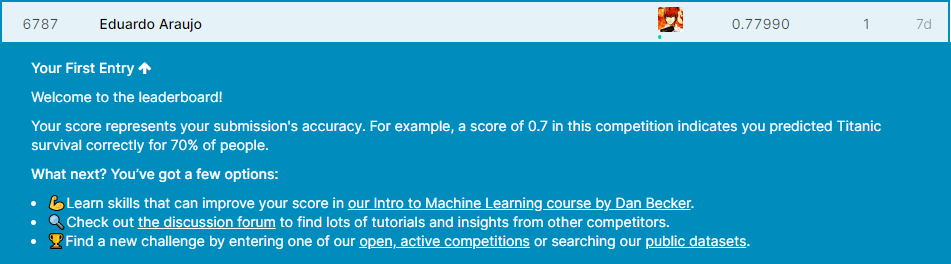 6787 Eduardo Araujo 0.77990 1 7d
Your First Entry ↑
Welcome to the leaderboard!
Your score represents your submission's accuracy. For example, a score of 0.7 in this competition indicates you predicted Titanic
survival correctly for 70% of people.
What next? You've got a few options:
• 💪Learn skills that can improve your score in our Intro to Machine Learning course by Dan Becker.
• 🔍Check out the discussion forum to find lots of tutorials and insights from other competitors.
• 🏆Find a new challenge by entering one of our open, active competitions or searching our public datasets.